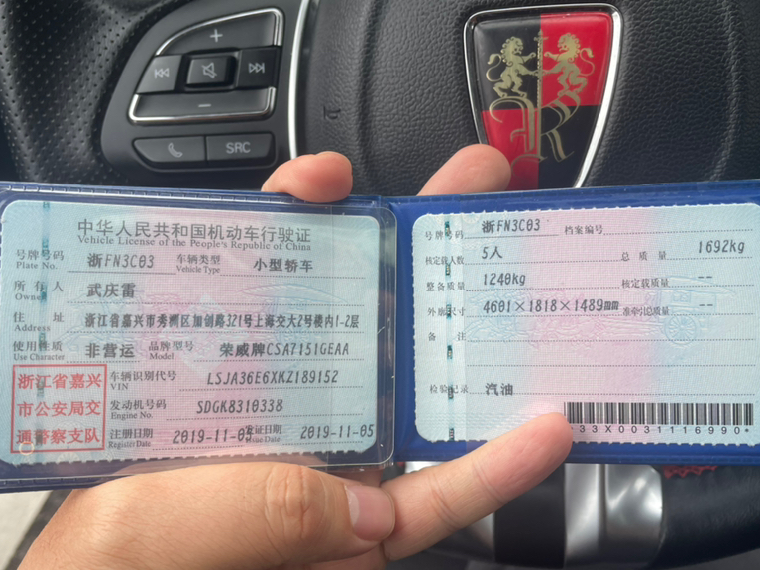 SRC
中华人民共和国机动车行驶证
Vehicle License of the People's Republic of China
号牌号码 浙FN3C03 车辆类型 小型轿车
Plate No. Vehicle Type
所有人 武庆雷
Owner
住址 浙江省嘉兴市秀洲区加创路321号上海交大2号楼内1-2层
Address
使用性质 非营运 品牌型号 荣威牌CSA7151GEAA
Use Character Model
浙江省嘉兴
市公安局交
通警察支队
车辆识别代号 LSJA36E6XKZ189152
VIN
发动机号码 SDGK8310338
Engine No.
注册日期 2019-11-05 发证日期 2019-11-05
Register Date Issue Date
号牌号码 浙FN3C03 档案编号
核定载人数 5人 总质量 1692kg
整备质量 1240kg 核定载质量 --
外廓尺寸 4601×1818×1489mm 准牵引总质量 --
备注
检验记录 汽油
33X0031116990*